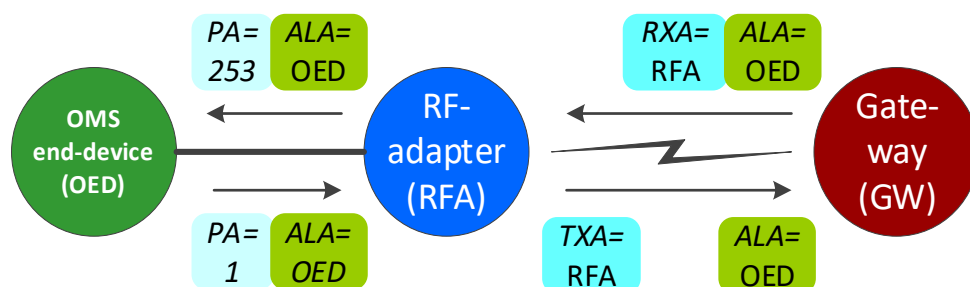 PA=
253
ALA=
OED
RXA=
RFA
ALA=
OED
OMS
end-device
(OED)
RF-
adapter
(RFA)
Gate-
way
(GW)
PA=
1
ALA=
OED
TXA=
RFA
ALA=
OED